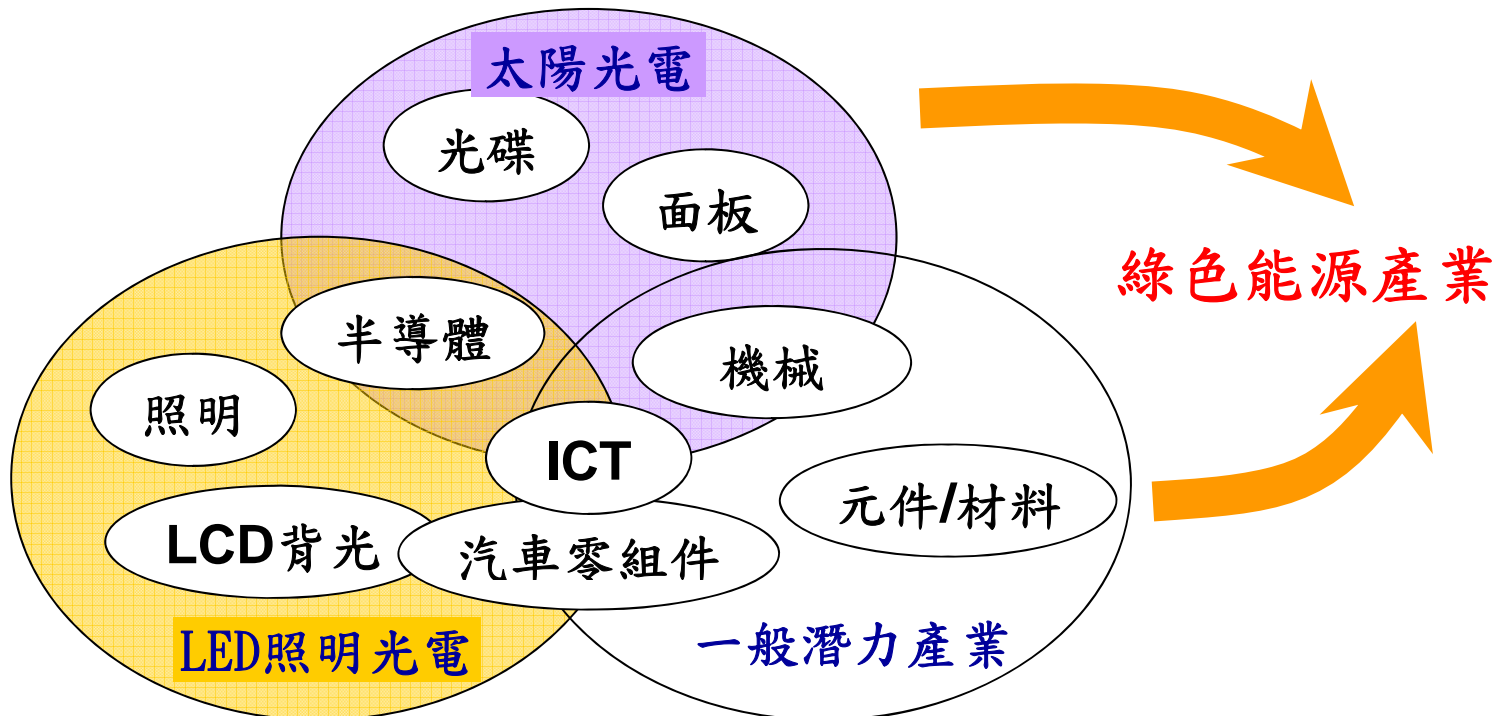 太陽光電
光碟
面板
綠色能源產業
半導體
機械
照明
ICT
元件/材料
LCD背光
汽車零組件
LED照明光電
一般潛力產業